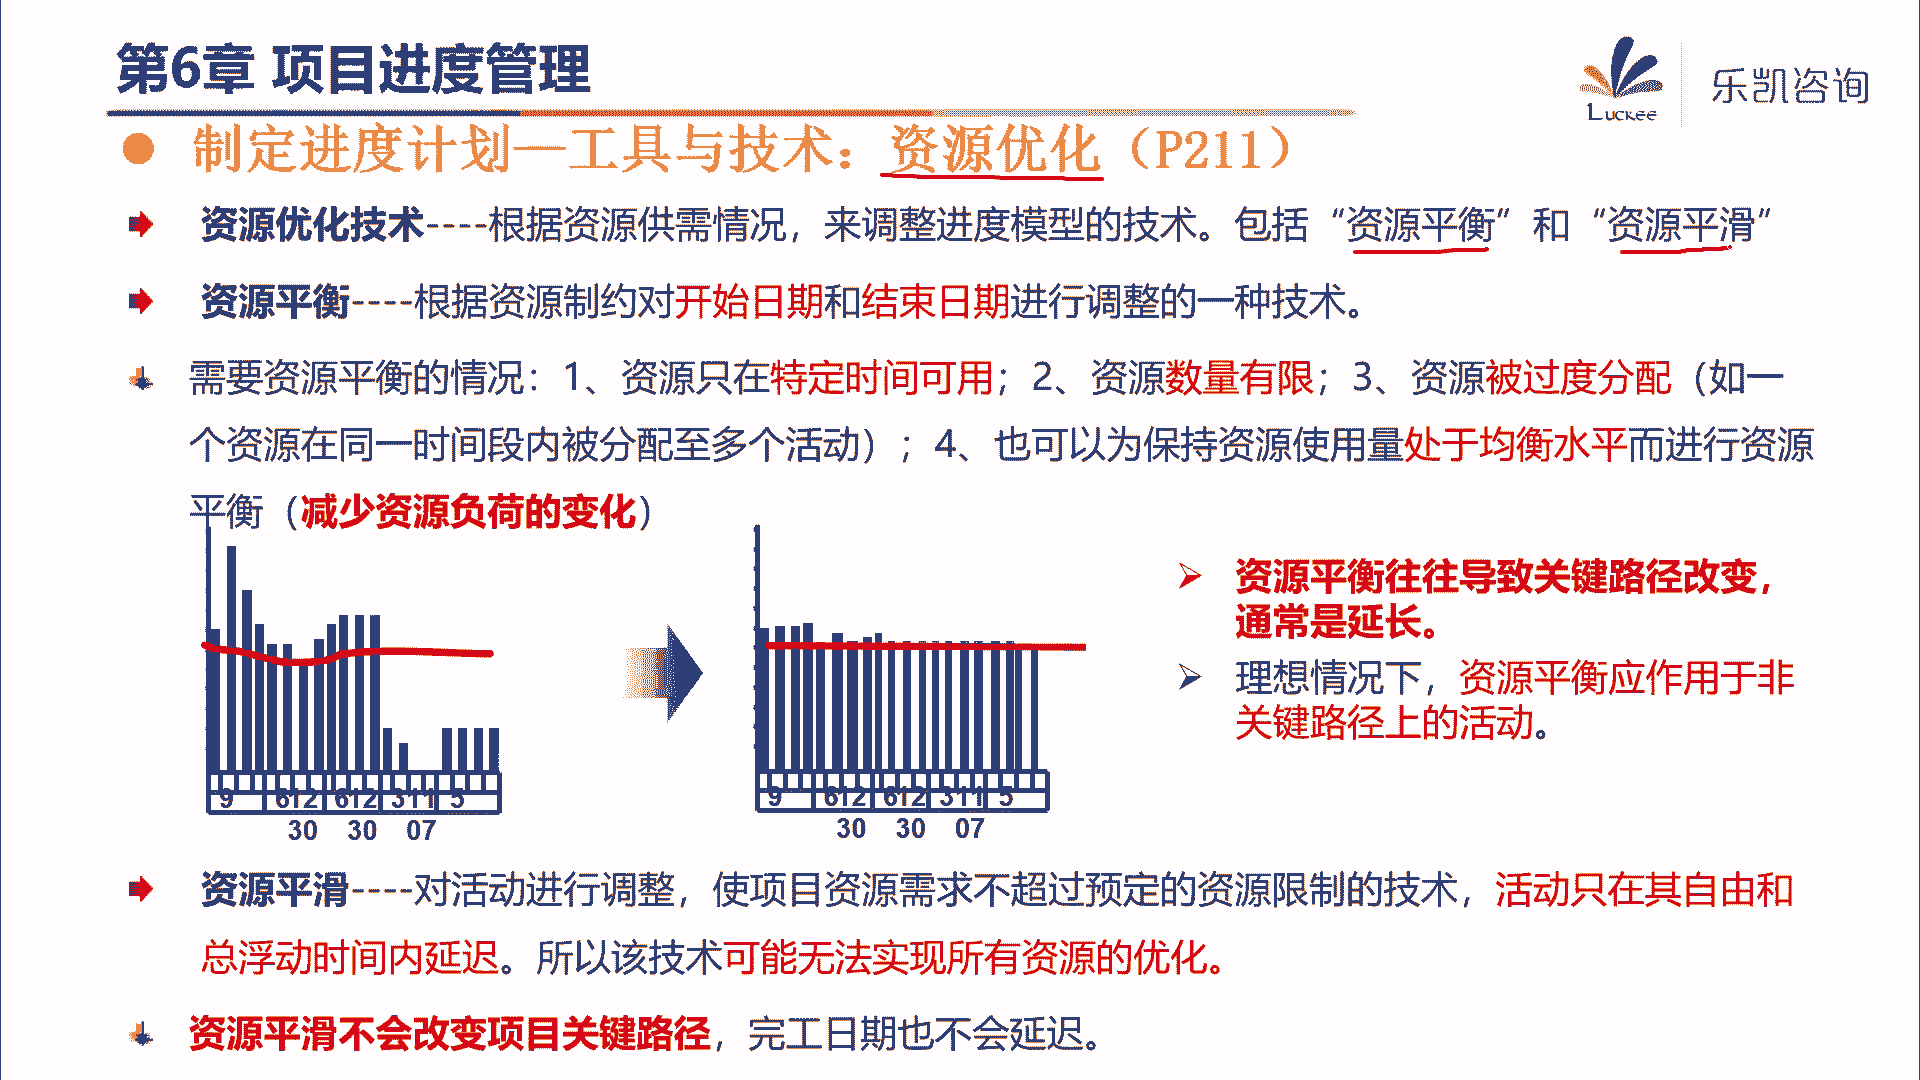 第6章 项目进度管理
Luckee
乐凯咨询
制定进度计划—工具与技术：资源优化（P211）
资源优化技术----根据资源供需情况，来调整进度模型的技术。包括“资源平衡”和“资源平滑”
资源平衡----根据资源制约对开始日期和结束日期进行调整的一种技术。
需要资源平衡的情况：1、资源只在特定时间可用；2、资源数量有限；3、资源被过度分配（如一
个资源在同一时间段内被分配至多个活动）；4、也可以为保持资源使用量处于均衡水平而进行资源
平衡（减少资源负荷的变化）
资源平衡往往导致关键路径改变，
通常是延长。
理想情况下，资源平衡应作用于非
关键路径上的活动。
9 612 612 311 5
30 30 07
9 612 612 311 5
30 30 07
资源平滑----对活动进行调整，使项目资源需求不超过预定的资源限制的技术，活动只在其自由和
总浮动时间内延迟。所以该技术可能无法实现所有资源的优化。
资源平滑不会改变项目关键路径，完工日期也不会延迟。